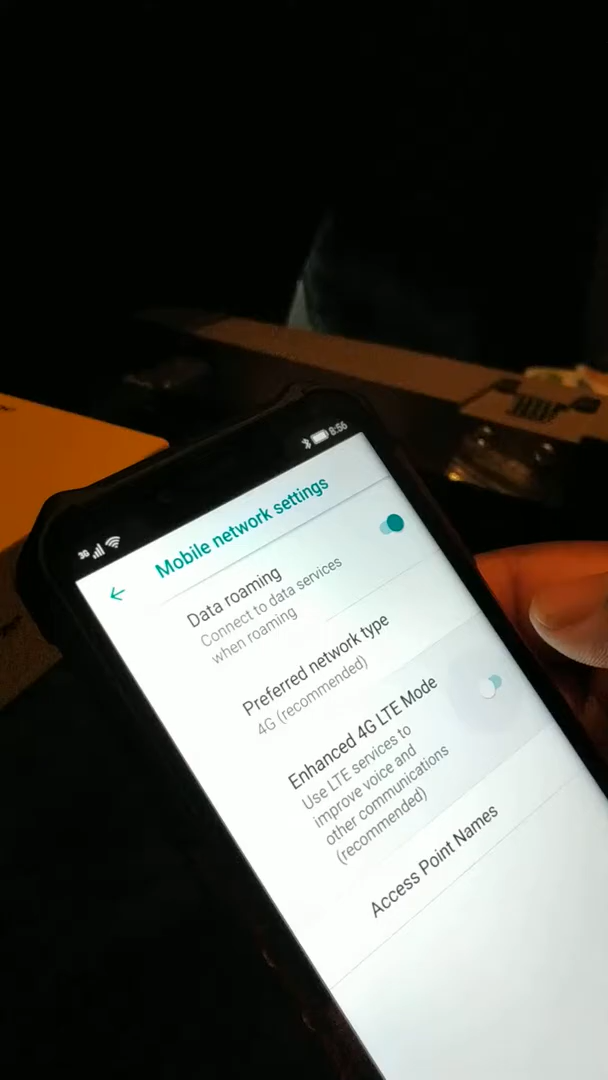 8:56
3G
Mobile network settings
Data roaming
Connect to data services
when roaming
Preferred network type
4G (recommended)
Enhanced 4G LTE Mode
Use LTE services to
improve voice and
other communications
(recommended)
Access Point Names